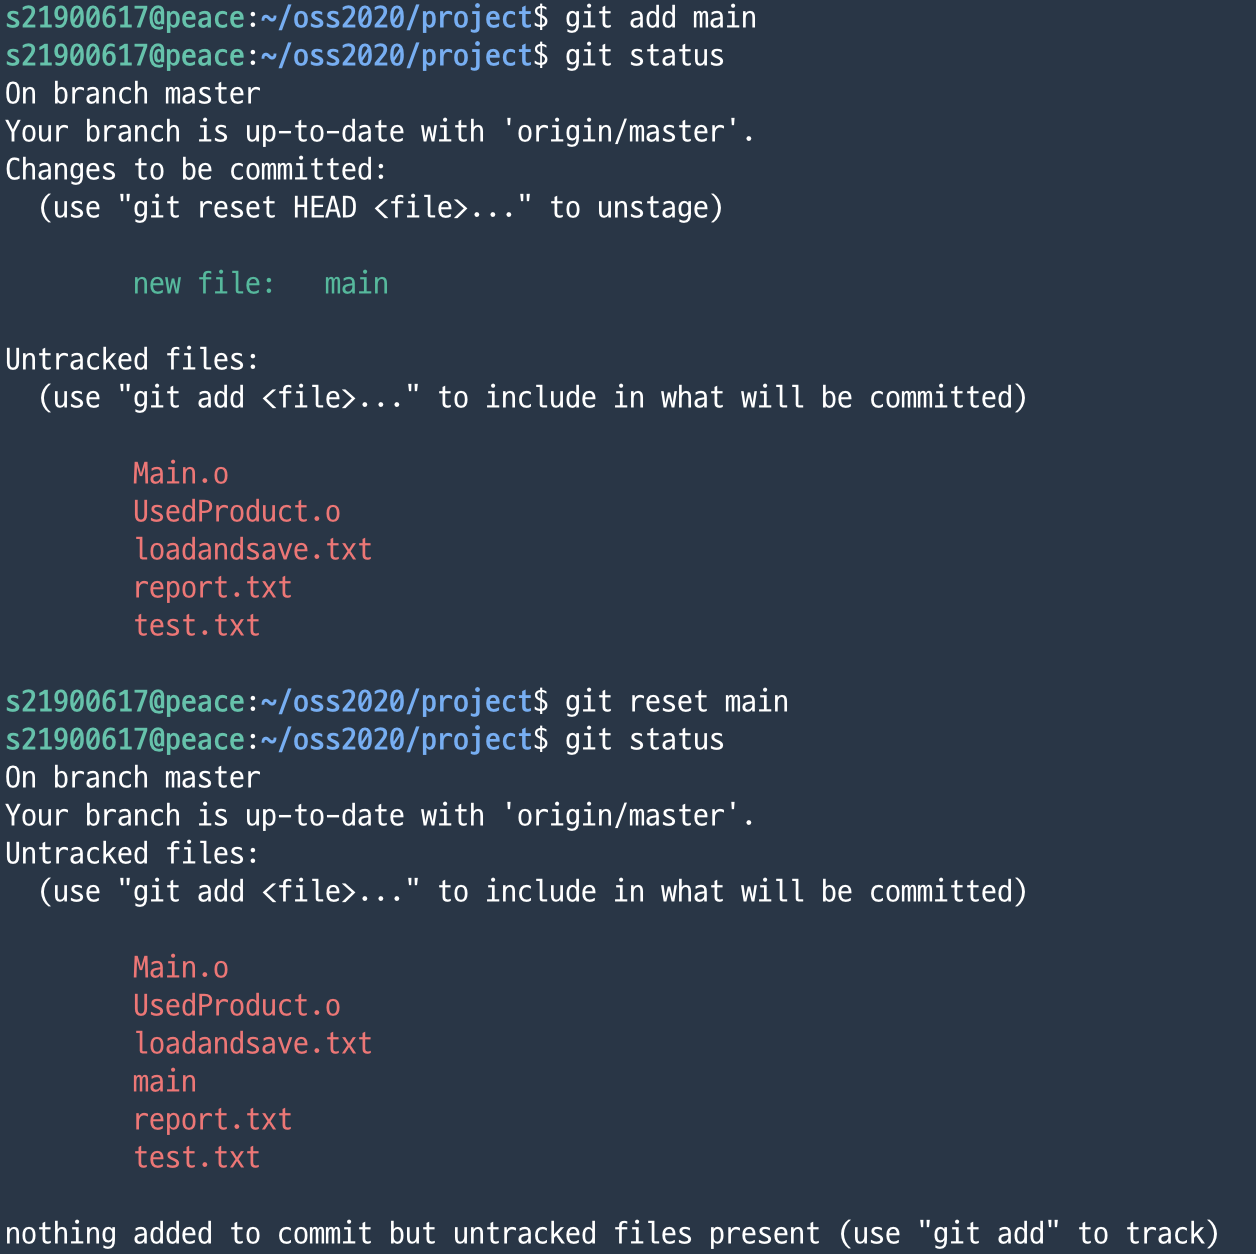 s21900617@peace:~/oss2020/project$ git add main
s21900617@peace:~/oss2020/project$ git status
On branch master
Your branch is up-to-date with 'origin/master'.
Changes to be committed:
  (use "git reset HEAD <file>..." to unstage)

        new file:   main

Untracked files:
  (use "git add <file>..." to include in what will be committed)

        Main.o
        UsedProduct.o
        loadandsave.txt
        report.txt
        test.txt

s21900617@peace:~/oss2020/project$ git reset main
s21900617@peace:~/oss2020/project$ git status
On branch master
Your branch is up-to-date with 'origin/master'.
Untracked files:
  (use "git add <file>..." to include in what will be committed)

        Main.o
        UsedProduct.o
        loadandsave.txt
        main
        report.txt
        test.txt

nothing added to commit but untracked files present (use "git add" to track)